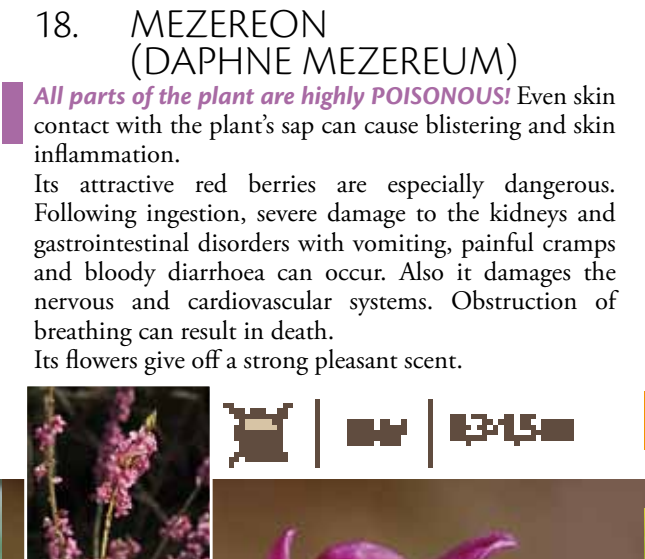 18. MEZEREON
(DAPHNE MEZEREUM)
All parts of the plant are highly POISONOUS! Even skin
contact with the plant's sap can cause blistering and skin
inflammation.
Its attractive red berries are especially dangerous.
Following ingestion, severe damage to the kidneys and
gastrointestinal disorders with vomiting, painful cramps
and bloody diarrhoea can occur. Also it damages the
nervous and cardiovascular systems. Obstruction of
breathing can result in death.
Its flowers give off a strong pleasant scent.